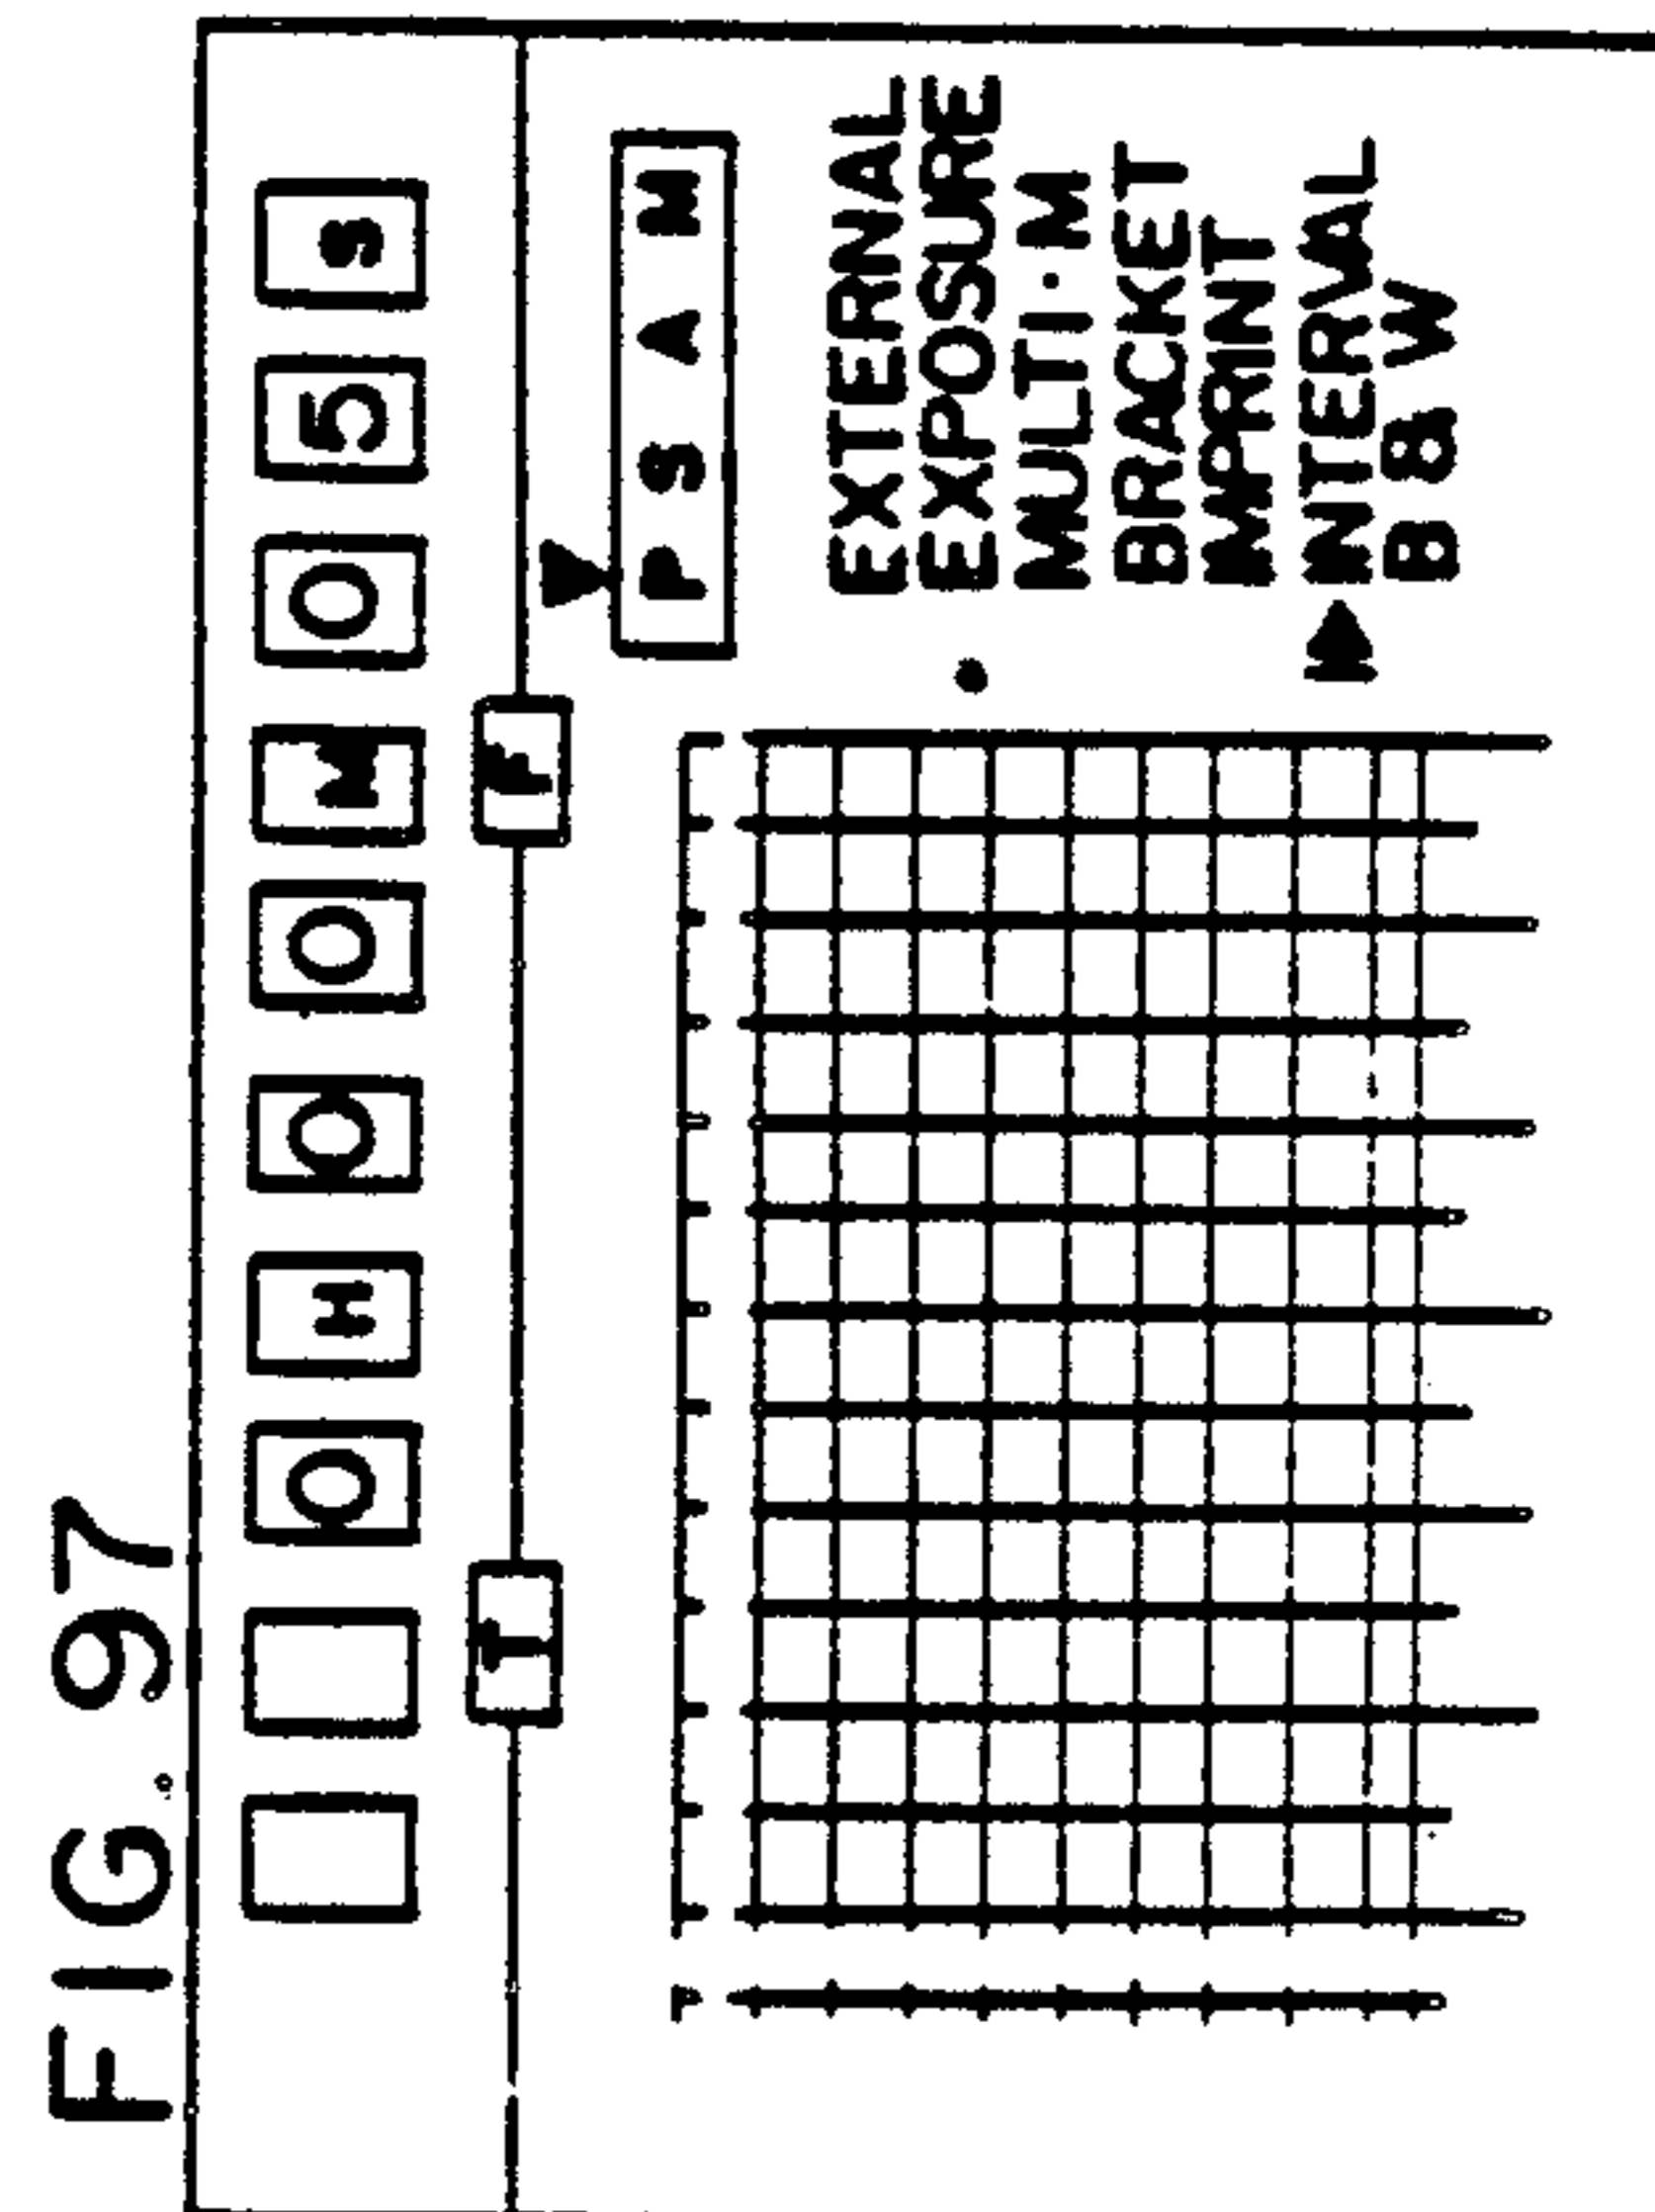 FIG. 97
O H O O M O 5 S
T F
P S A M
EXTERNAL
EXPOSURE
MULTI·M
BRACKET
IMPRINT
INTERVAL
B & W